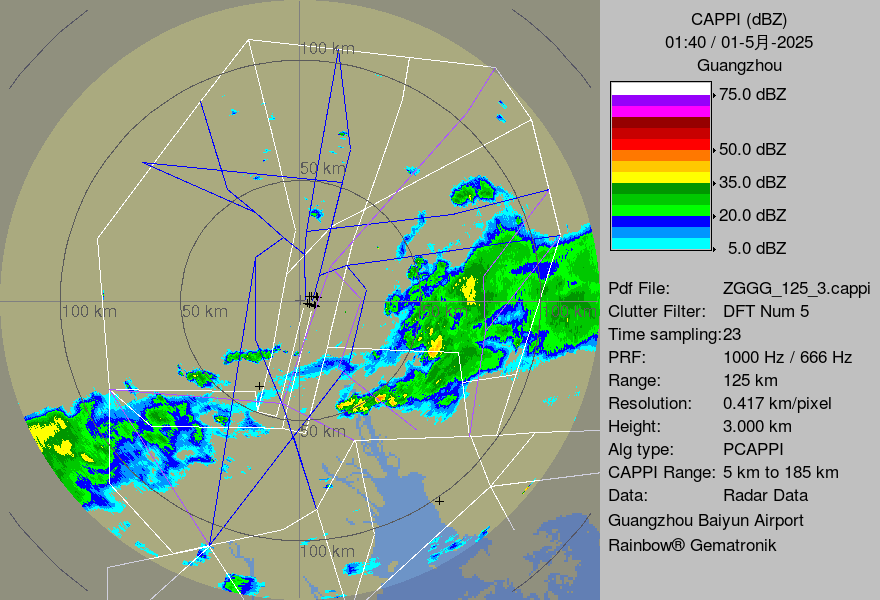 CAPPI (dBZ)
01:40 / 01-5月-2025
Guangzhou
75.0 dBZ
50.0 dBZ
35.0 dBZ
20.0 dBZ
5.0 dBZ
Pdf File: ZGGG_125_3.cappi
Clutter Filter: DFT Num 5
Time sampling:23
PRF: 1000 Hz / 666 Hz
Range: 125 km
Resolution: 0.417 km/pixel
Height: 3.000 km
Alg type: PCAPPI
CAPPI Range: 5 km to 185 km
Data: Radar Data
Guangzhou Baiyun Airport
Rainbow® Gematronik
100 km
50 km
100 km
50 km
50 km
100 km
50 km
100 km